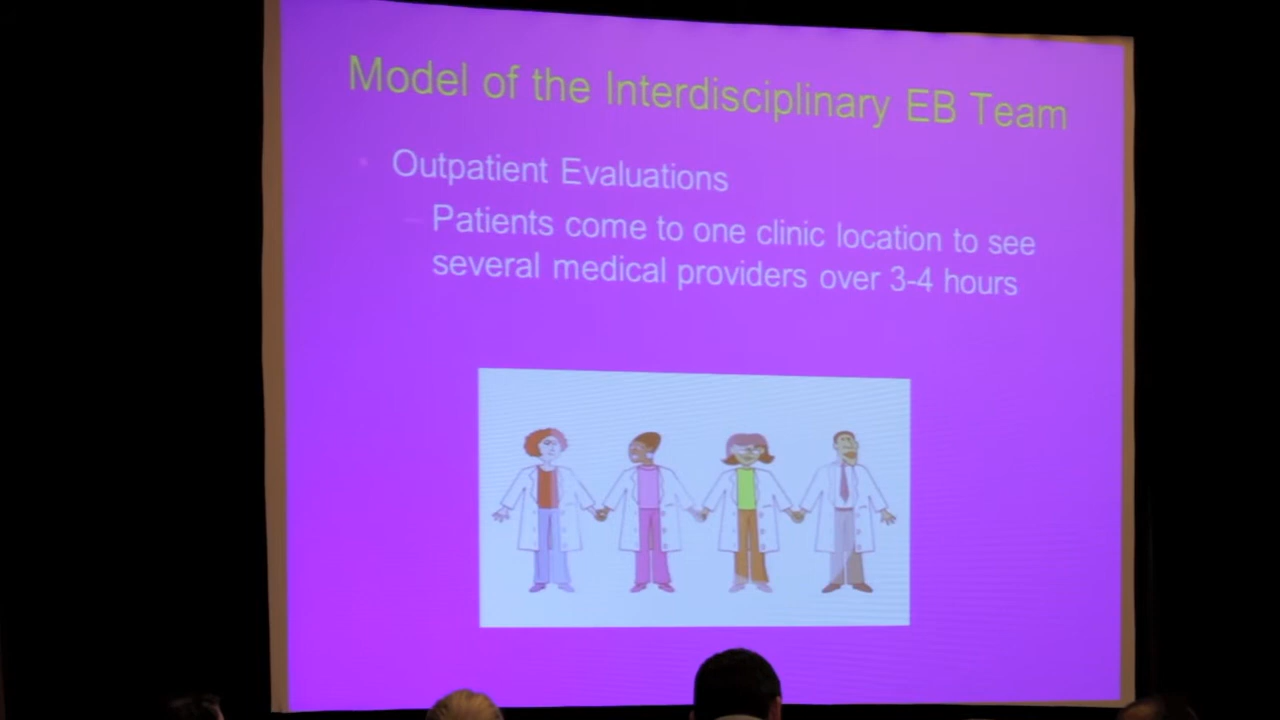 Model of the Interdisciplinary EB Team
Outpatient Evaluations
Patients come to one clinic location to see
several medical providers over 3-4 hours